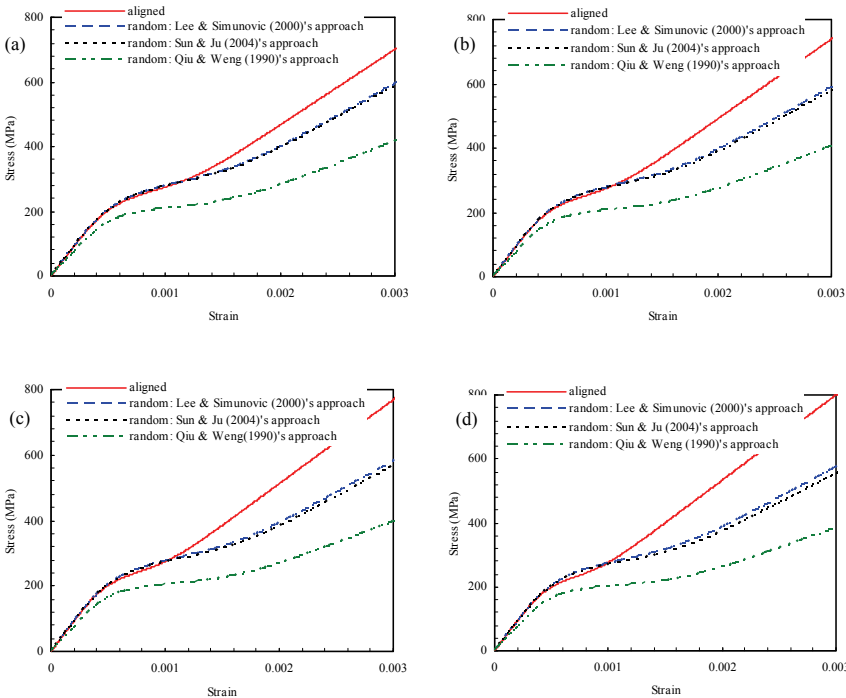 (a)
aligned
random: Lee & Simunovic (2000)'s approach
random: Sun & Ju (2004)'s approach
random: Qiu & Weng (1990)'s approach
800
600
400
200
0
Stress (MPa)
0 0.001 0.002 0.003
Strain
(b)
aligned
random: Lee & Simunovic (2000)'s approach
random: Sun & Ju (2004)'s approach
random: Qiu & Weng (1990)'s approach
800
600
400
200
0
Stress (MPa)
0 0.001 0.002 0.003
Strain
(c)
aligned
random: Lee & Simunovic (2000)'s approach
random: Sun & Ju (2004)'s approach
random: Qiu & Weng(1990)'s approach
800
600
400
200
0
Stress (MPa)
0 0.001 0.002 0.003
Strain
(d)
aligned
random: Lee & Simunovic (2000)'s approach
random: Sun & Ju (2004)'s approach
random: Qiu & Weng (1990)'s approach
800
600
400
200
0
Stress (MPa)
0 0.001 0.002 0.003
Strain